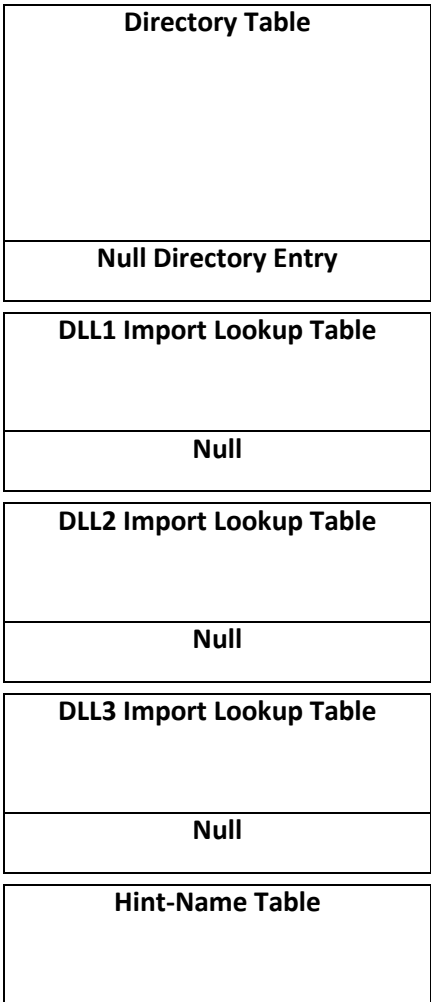 Directory Table
Null Directory Entry
DLL1 Import Lookup Table
Null
DLL2 Import Lookup Table
Null
DLL3 Import Lookup Table
Null
Hint-Name Table